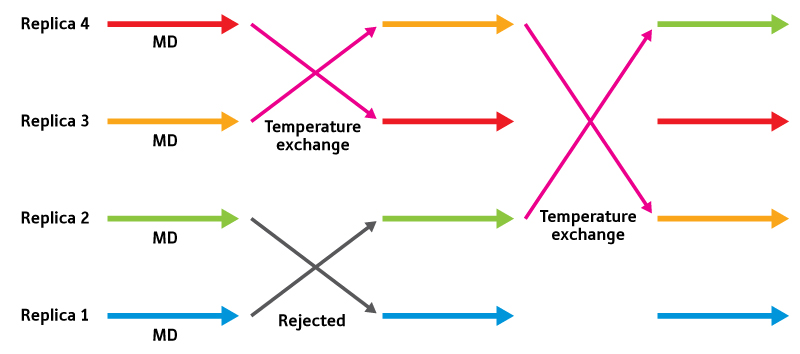 Replica 4
MD
Replica 3
MD
Temperature
exchange
Replica 2
MD
Temperature
exchange
Replica 1
MD
Rejected